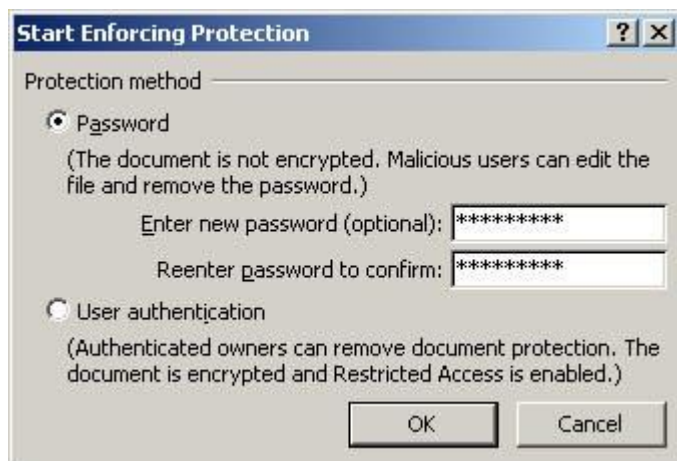 Start Enforcing Protection
Protection method
Password
(The document is not encrypted. Malicious users can edit the
file and remove the password.)
Enter new password (optional): *********
Reenter password to confirm: *********
User authentication
(Authenticated owners can remove document protection. The
document is encrypted and Restricted Access is enabled.)
OK Cancel